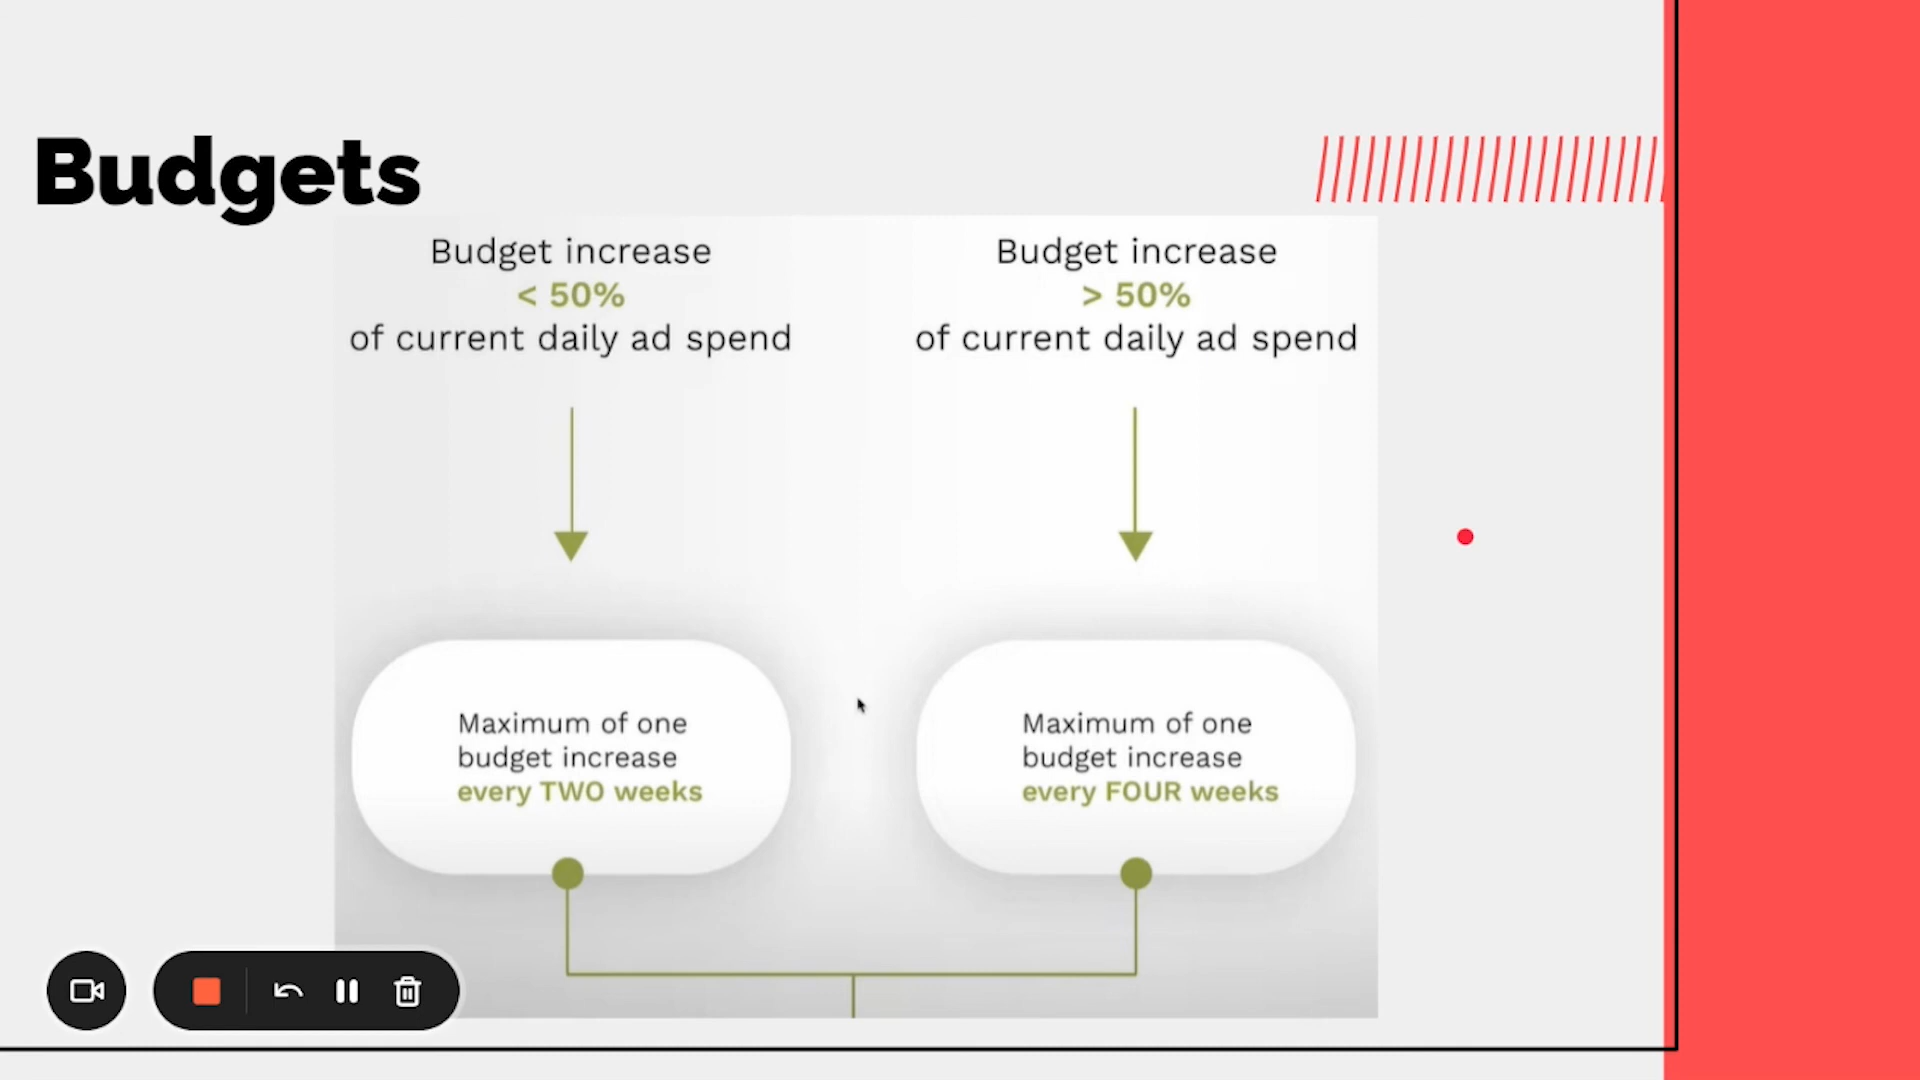 Budgets
Budget increase
< 50%
of current daily ad spend
Budget increase
> 50%
of current daily ad spend
Maximum of one
budget increase
every TWO weeks
Maximum of one
budget increase
every FOUR weeks